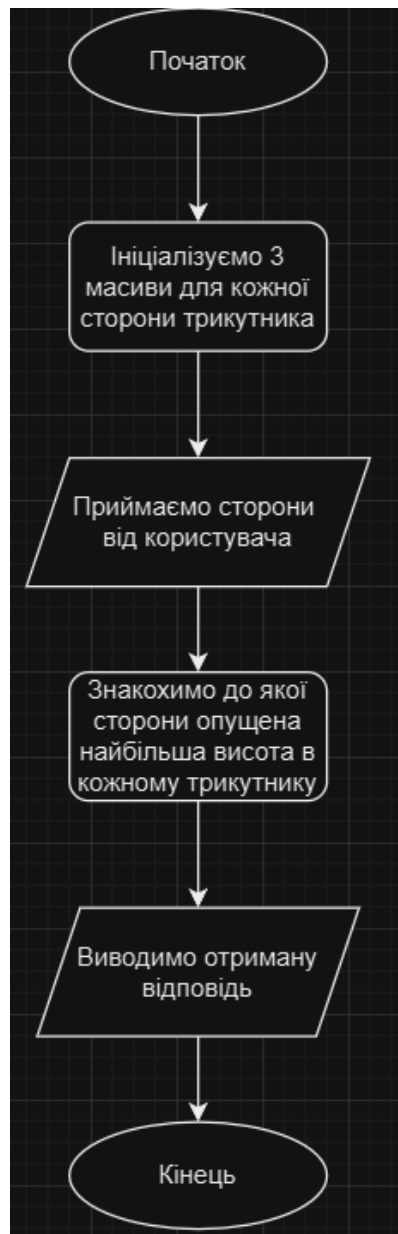 Початок
Ініціалізуємо 3
масиви для кожної
сторони трикутника
Приймаємо сторони
від користувача
Знакохимо до якої
сторони опущена
найбільша висота в
кожному трикутнику
Виводимо отриману
відповідь
Кінець